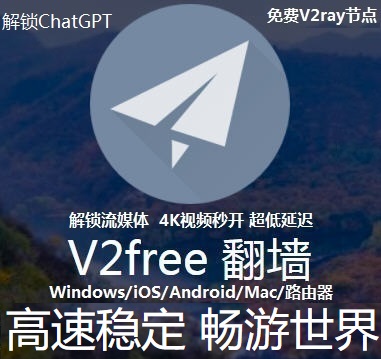 解锁ChatGPT
免费V2ray节点
解锁流媒体 4K视频秒开 超低延迟
V2free 翻墙
Windows/iOS/Android/Mac/路由器
高速稳定 畅游世界